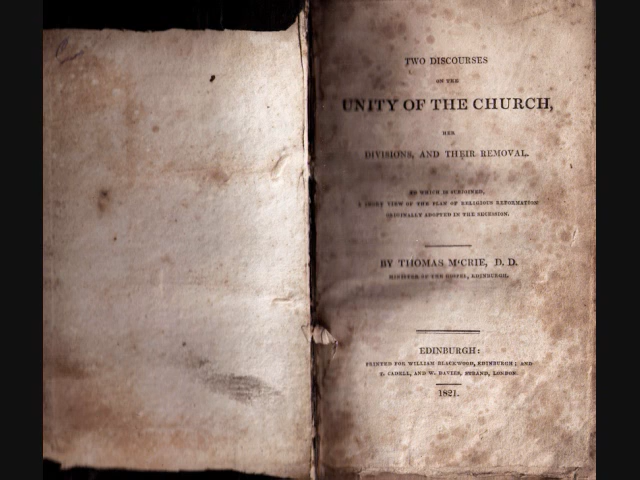 TWO DISCOURSES
ON THE
UNITY OF THE CHURCH,
HER
DIVISIONS, AND THEIR REMOVAL.
TO WHICH IS SUBJOINED,
A SHORT VIEW OF THE PLAN OF RELIGIOUS REFORMATION
ORIGINALLY ADOPTED IN THE SECESSION.
BY THOMAS M'CRIE, D. D.
MINISTER OF THE GOSPEL, EDINBURGH.
EDINBURGH:
PRINTED FOR WILLIAM BLACKWOOD, EDINBURGH; AND
T. CADELL, AND W. DAVIES, STRAND, LONDON.
1821.